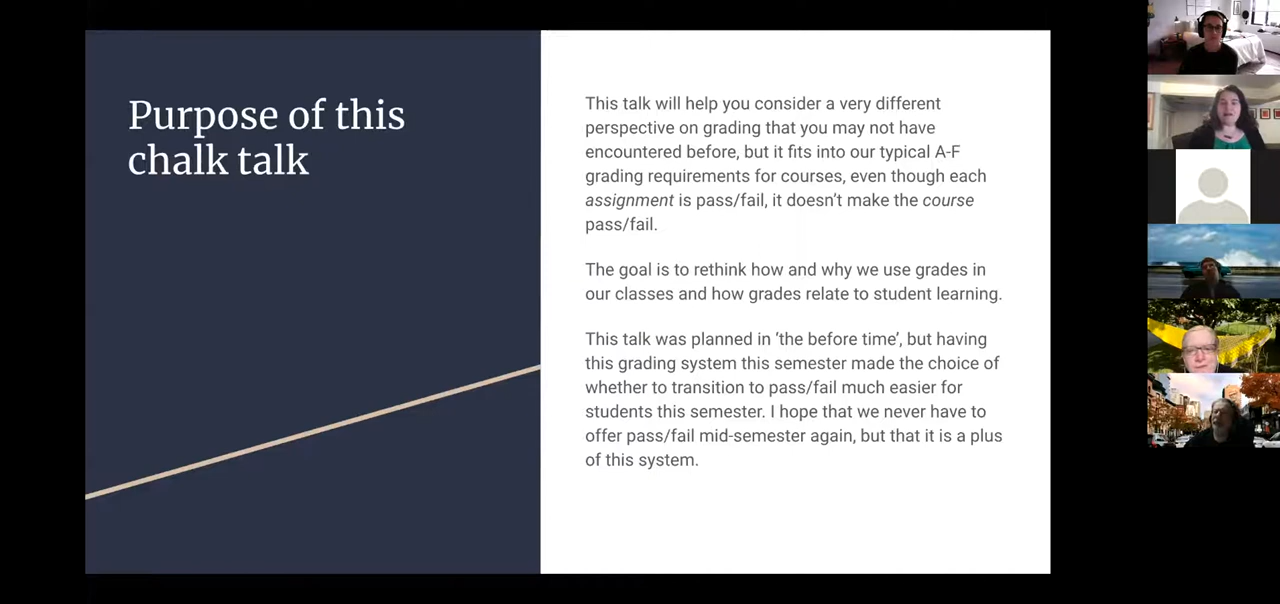 Purpose of this
chalk talk
This talk will help you consider a very different
perspective on grading that you may not have
encountered before, but it fits into our typical A-F
grading requirements for courses, even though each
assignment is pass/fail, it doesn’t make the course
pass/fail.
The goal is to rethink how and why we use grades in
our classes and how grades relate to student learning.
This talk was planned in ‘the before time’, but having
this grading system this semester made the choice of
whether to transition to pass/fail much easier for
students this semester. I hope that we never have to
offer pass/fail mid-semester again, but that it is a plus
of this system.